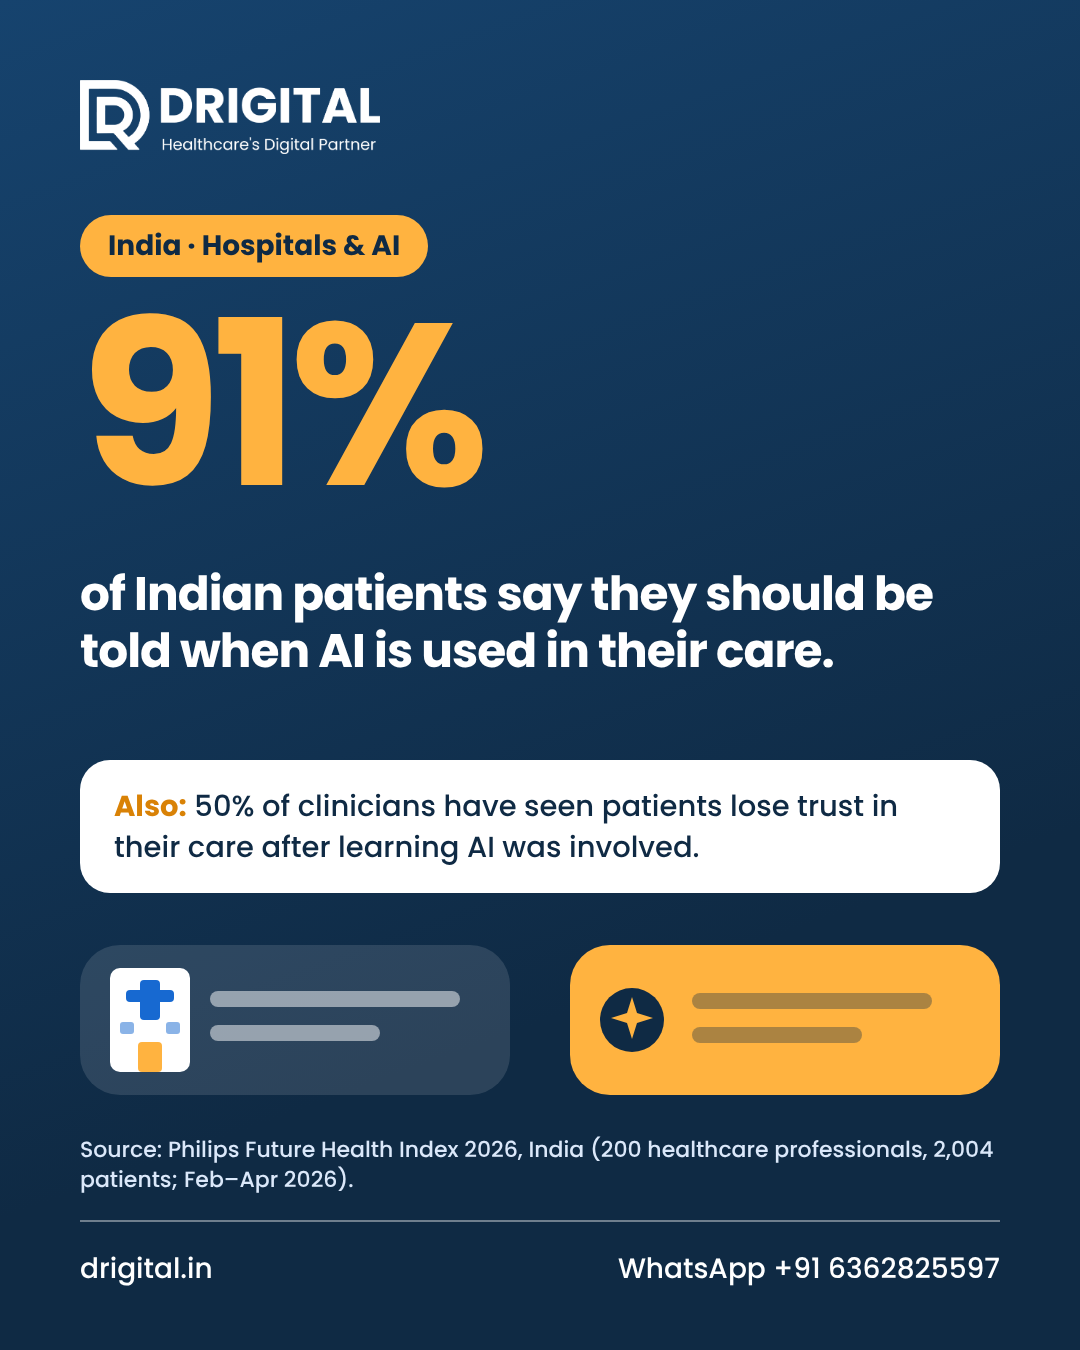 DRIGITAL
Healthcare's Digital Partner
India · Hospitals & AI
91%
of Indian patients say they should be
told when AI is used in their care.
Also: 50% of clinicians have seen patients lose trust in
their care after learning AI was involved.
Source: Philips Future Health Index 2026, India (200 healthcare professionals, 2,004
patients; Feb–Apr 2026).
drigital.in
WhatsApp +91 6362825597